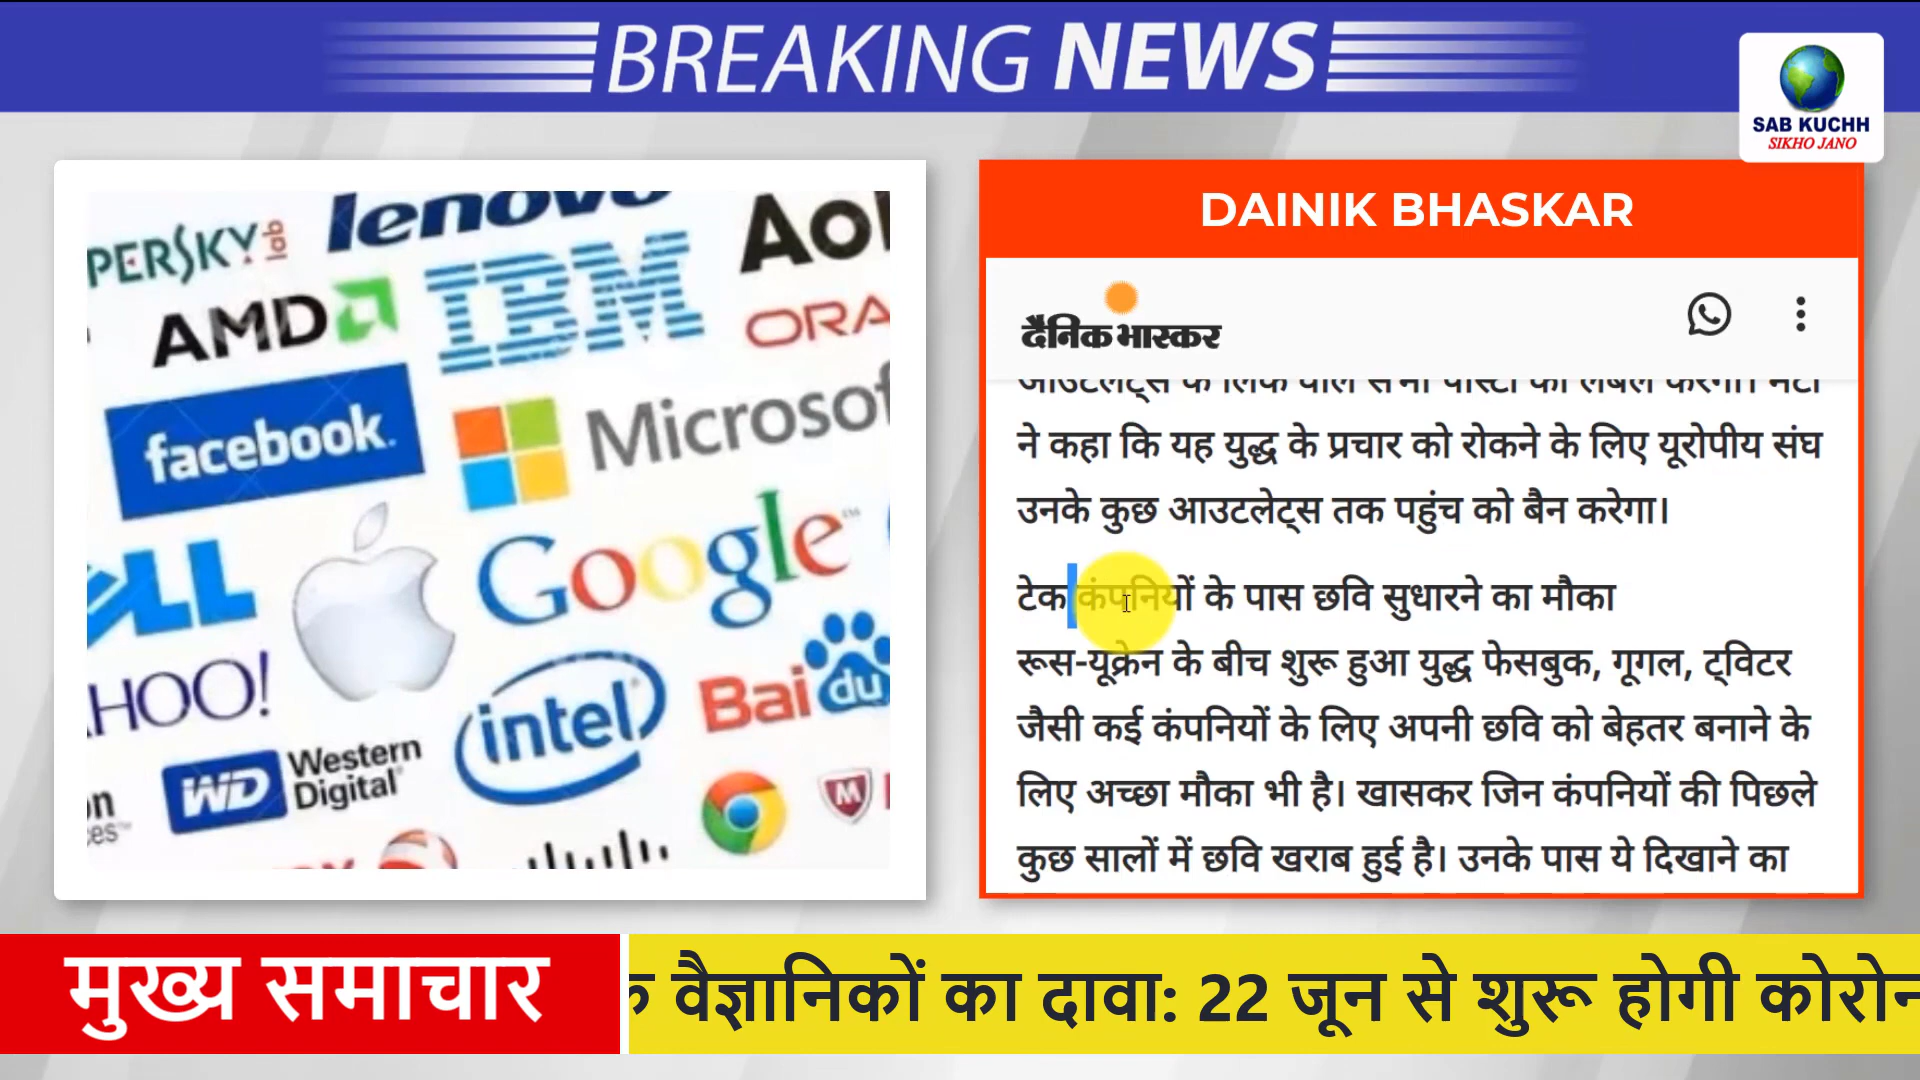 BREAKING NEWS
SAB KUCHH
SIKHO JANO
lenovo
PERSKY lab
AMD
IBM
ORA
facebook.
Microsof
Google™
intel
Bai du
HOO!
WD Western
Digital
DAINIK BHASKAR
दैनिक भास्कर
ने कहा कि यह युद्ध के प्रचार को रोकने के लिए यूरोपीय संघ
उनके कुछ आउटलेट्स तक पहुंच को बैन करेगा।
टेक कंपनियों के पास छवि सुधारने का मौका
रूस-यूक्रेन के बीच शुरू हुआ युद्ध फेसबुक, गूगल, ट्विटर
जैसी कई कंपनियों के लिए अपनी छवि को बेहतर बनाने के
लिए अच्छा मौका भी है। खासकर जिन कंपनियों की पिछले
कुछ सालों में छवि खराब हुई है। उनके पास ये दिखाने का
मुख्य समाचार
वैज्ञानिकों का दावा: 22 जून से शुरू होगी कोरोन